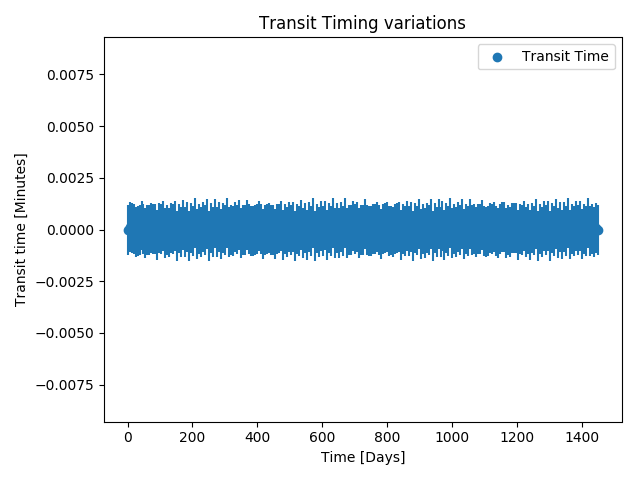 Transit Timing variations
Transit Time
0.0075
0.0050
0.0025
0.0000
−0.0025
−0.0050
−0.0075
Transit time [Minutes]
0 200 400 600 800 1000 1200 1400
Time [Days]